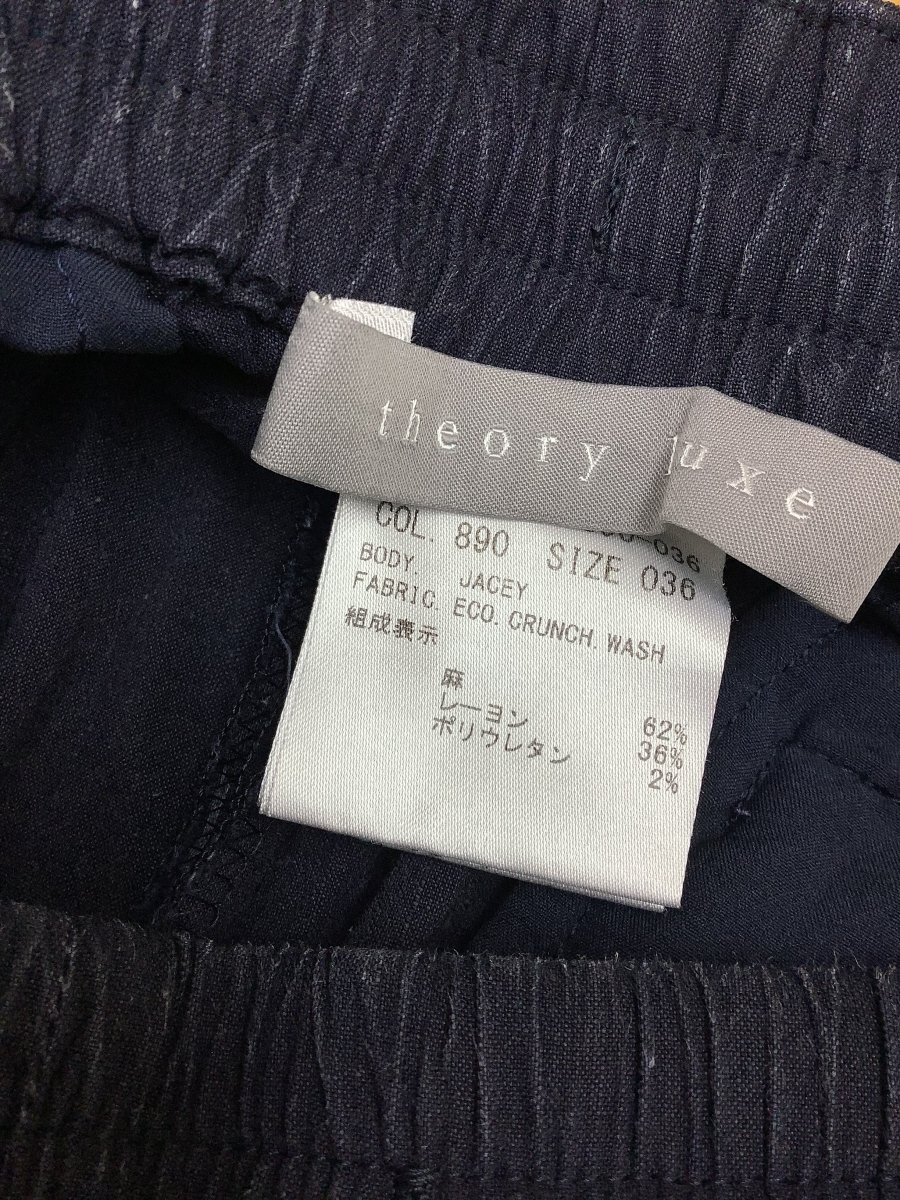 theory luxe
COL. 890 SIZE 036
BODY. JACEY
FABRIC. ECO. CRUNCH. WASH
組成表示
麻 62%
レーヨン 36%
ポリウレタン 2%